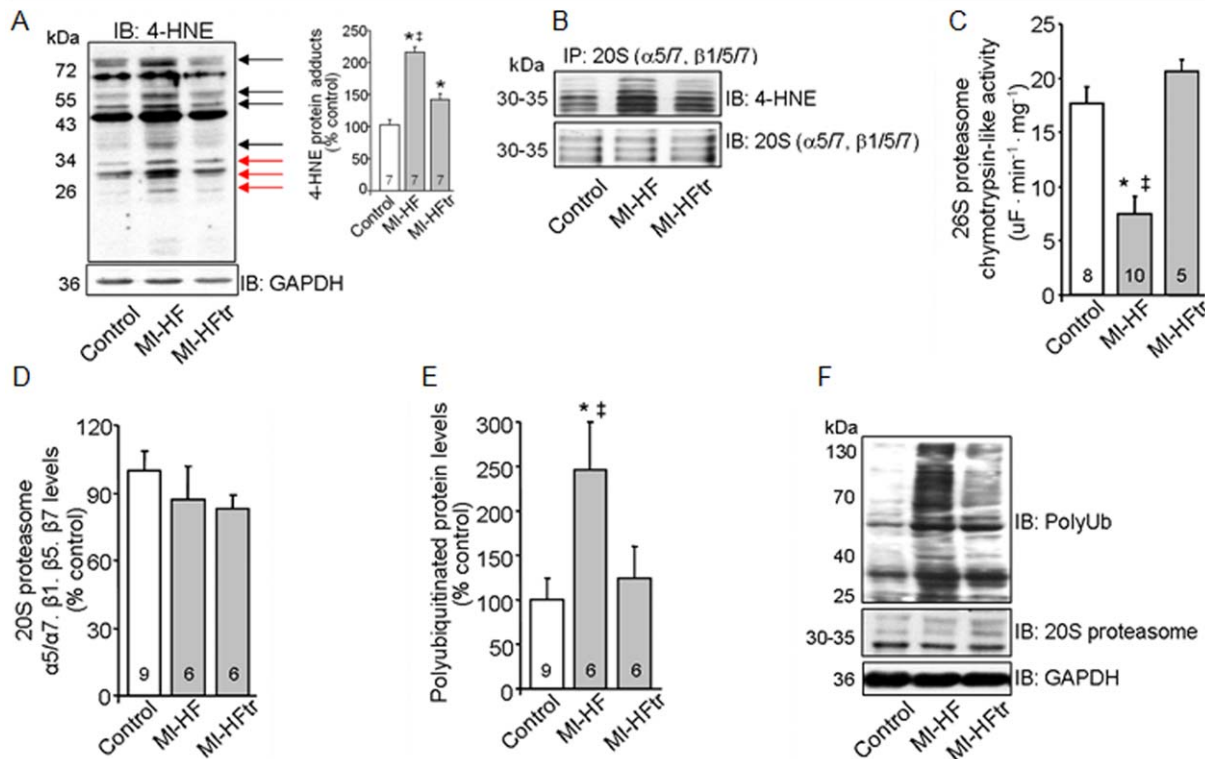 A
IB: 4-HNE
kDa
72
55
43
34
26
36
IB: GAPDH
Control
MI-HF
MI-HFtr
4-HNE protein adducts
(% control)
250
200
150
100
50
0
*‡
*
7
7
7
Control
MI-HF
MI-HFtr
B
IP: 20S (α5/7, β1/5/7)
kDa
30-35
IB: 4-HNE
30-35
IB: 20S (α5/7, β1/5/7)
Control
MI-HF
MI-HFtr
C
26S proteasome
chymotrypsin-like activity
(uF · min⁻¹ · mg⁻¹)
25
20
15
10
5
0
* ‡
8
10
5
Control
MI-HF
MI-HFtr
D
20S proteasome
α5/α7. β1. β5. β7 levels
(% control)
120
90
60
30
0
9
6
6
Control
MI-HF
MI-HFtr
E
Polyubiquitinated protein levels
(% control)
300
250
200
150
100
50
0
* ‡
9
6
6
Control
MI-HF
MI-HFtr
F
kDa
130
70
40
25
IB: PolyUb
30-35
IB: 20S proteasome
36
IB: GAPDH
Control
MI-HF
MI-HFtr